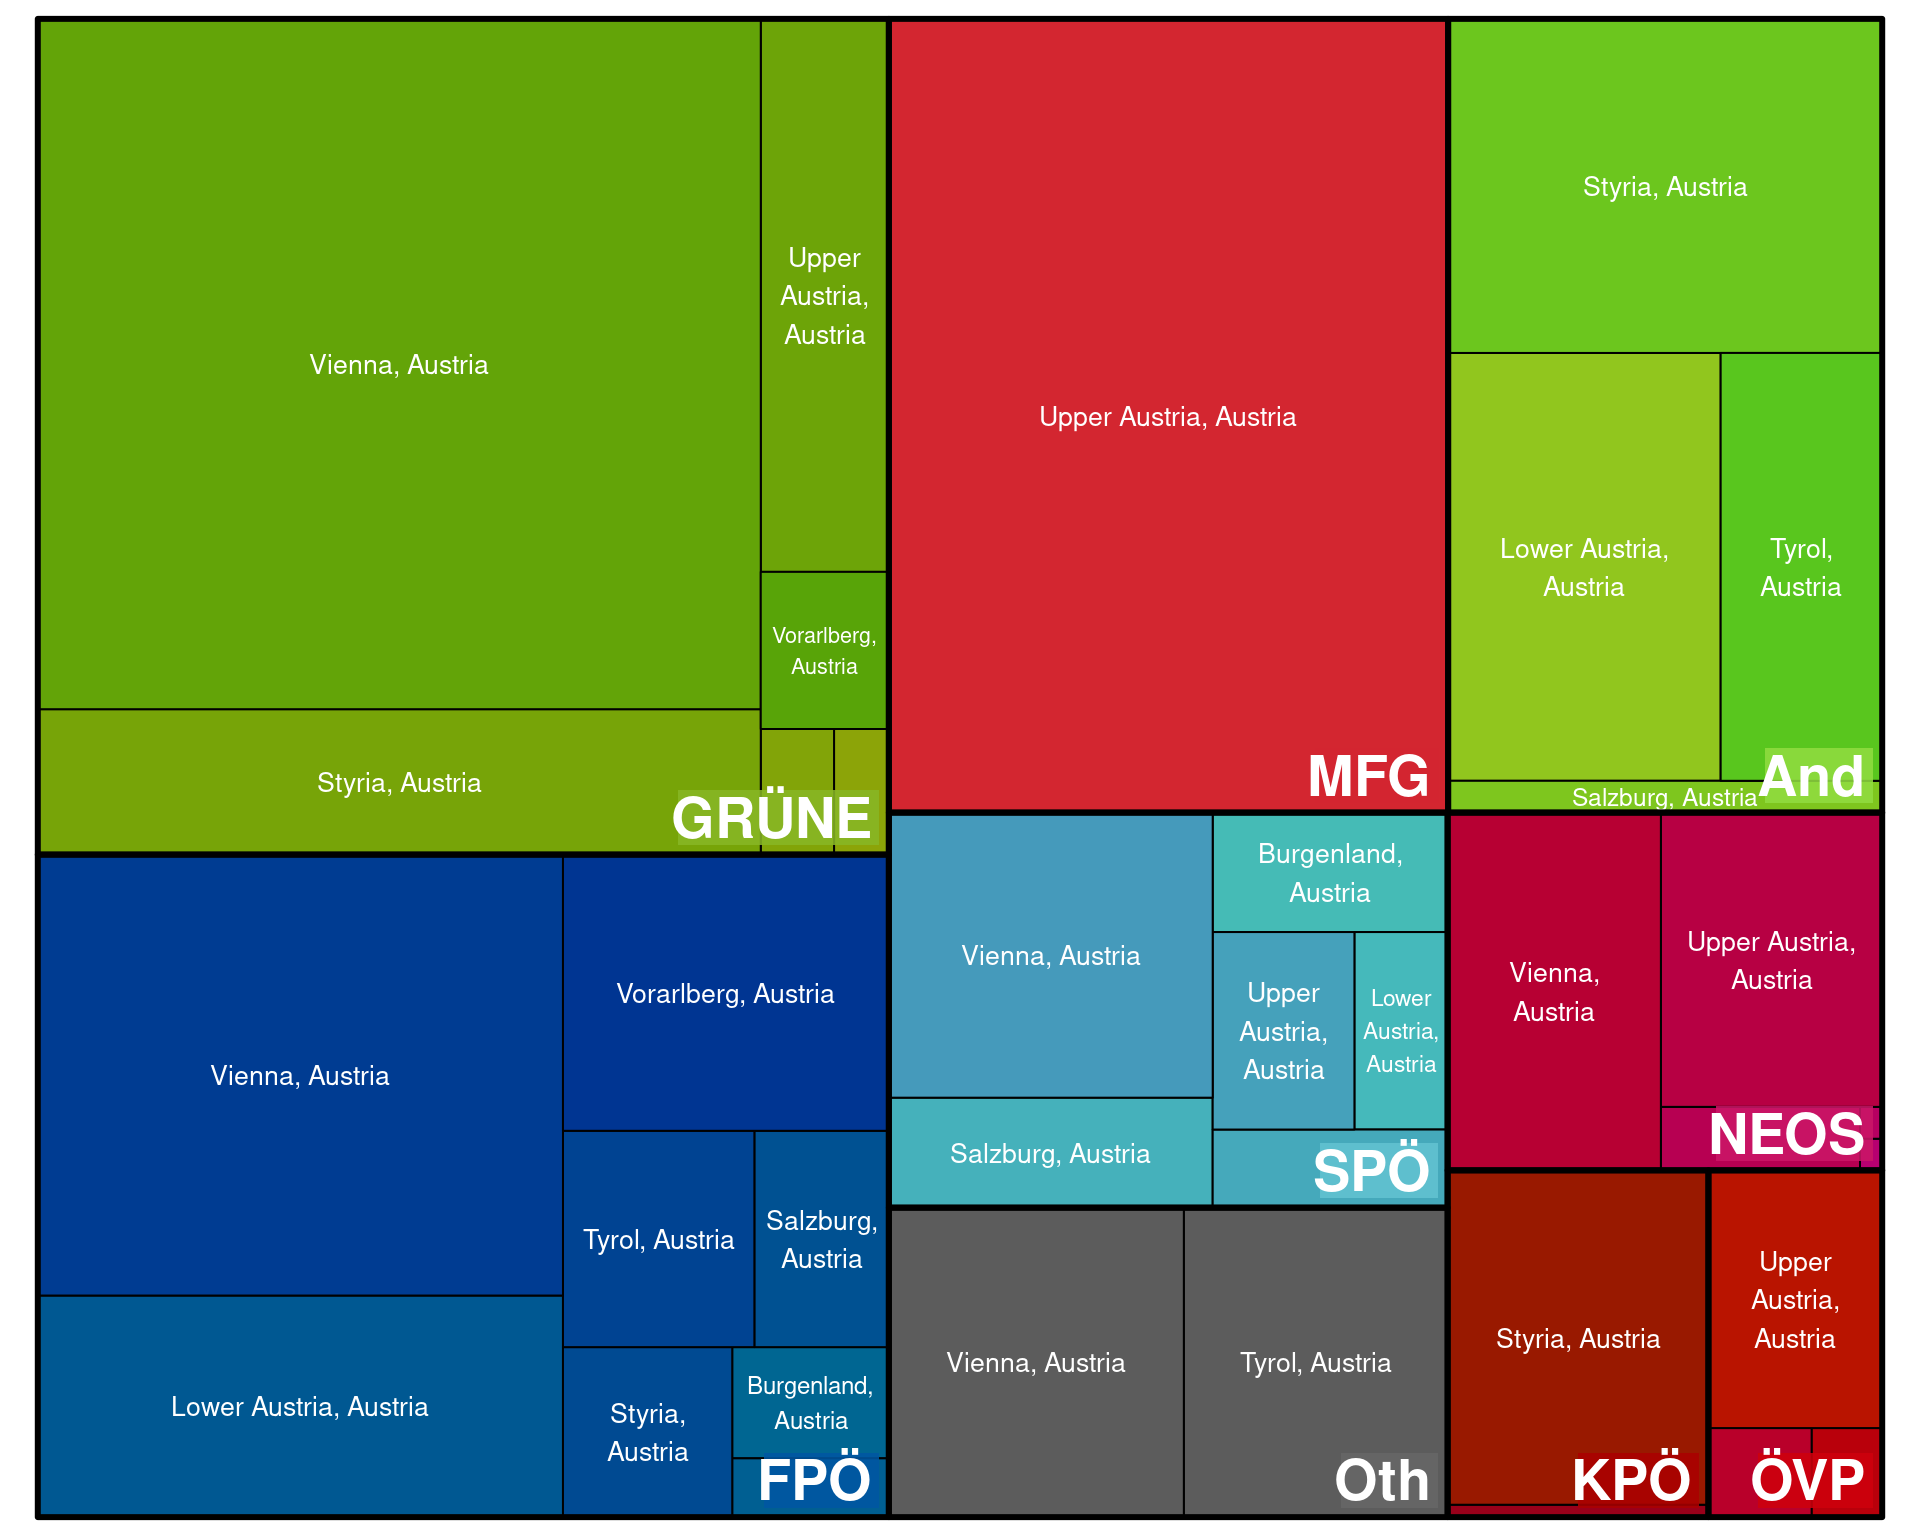 Vienna, Austria
Upper
Austria,
Austria
Vorarlberg,
Austria
Styria, Austria
GRÜNE
Upper Austria, Austria
MFG
Styria, Austria
Lower Austria,
Austria
Tyrol,
Austria
Salzburg, Austria
And
Vienna, Austria
Vorarlberg, Austria
Tyrol, Austria
Salzburg,
Austria
Lower Austria, Austria
Styria,
Austria
Burgenland,
Austria
FPÖ
Vienna, Austria
Burgenland,
Austria
Upper
Austria,
Austria
Lower
Austria,
Austria
Salzburg, Austria
SPÖ
Vienna, Austria
Tyrol, Austria
Oth
Vienna,
Austria
Upper Austria,
Austria
NEOS
Styria, Austria
KPÖ
Upper
Austria,
Austria
ÖVP